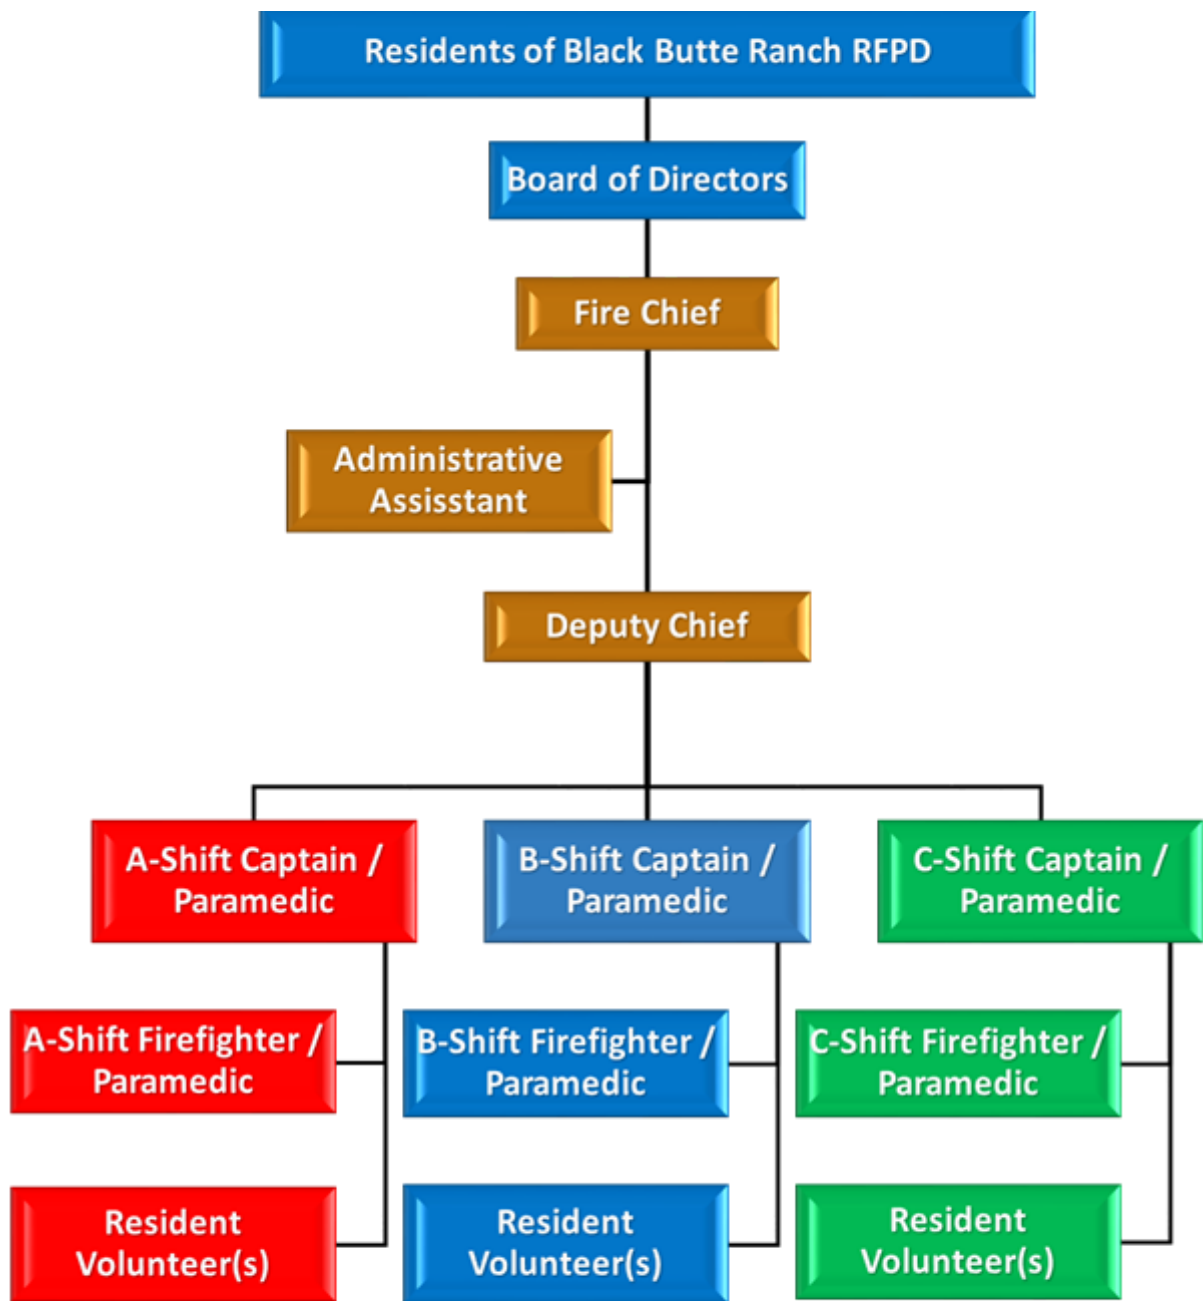 Residents of Black Butte Ranch RFPD
Board of Directors
Fire Chief
Administrative
Assisstant
Deputy Chief
A-Shift Captain /
Paramedic
B-Shift Captain /
Paramedic
C-Shift Captain /
Paramedic
A-Shift Firefighter /
Paramedic
B-Shift Firefighter /
Paramedic
C-Shift Firefighter /
Paramedic
Resident
Volunteer(s)
Resident
Volunteer(s)
Resident
Volunteer(s)